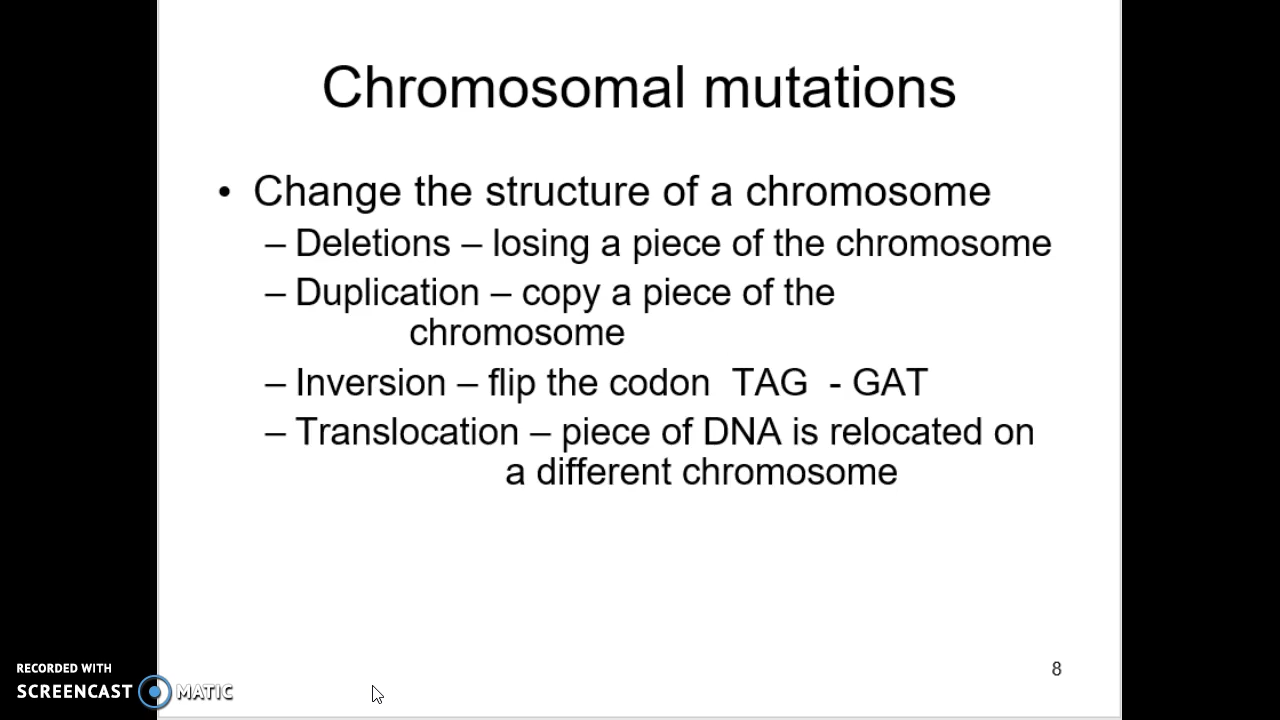 Chromosomal mutations
• Change the structure of a chromosome
– Deletions – losing a piece of the chromosome
– Duplication – copy a piece of the
chromosome
– Inversion – flip the codon TAG - GAT
– Translocation – piece of DNA is relocated on
a different chromosome
8
RECORDED WITH
SCREENCAST MATIC